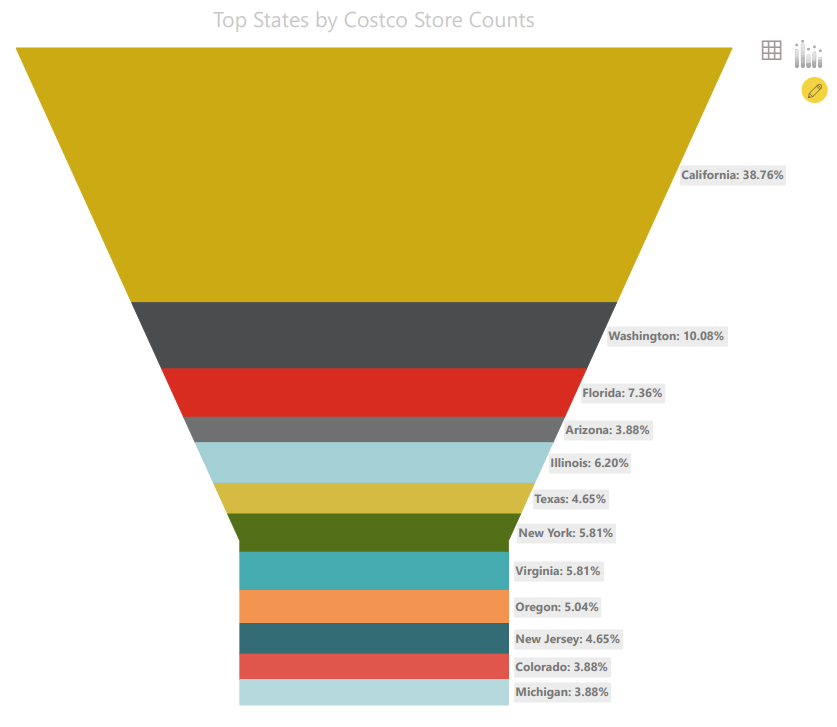 Top States by Costco Store Counts
California: 38.76%
Washington: 10.08%
Florida: 7.36%
Arizona: 3.88%
Illinois: 6.20%
Texas: 4.65%
New York: 5.81%
Virginia: 5.81%
Oregon: 5.04%
New Jersey: 4.65%
Colorado: 3.88%
Michigan: 3.88%